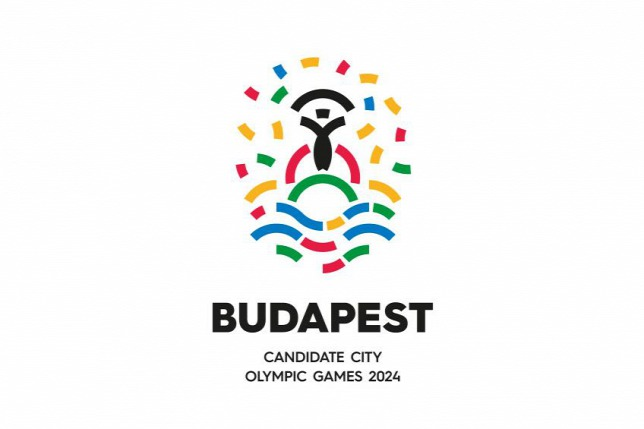 BUDAPEST
CANDIDATE CITY
OLYMPIC GAMES 2024